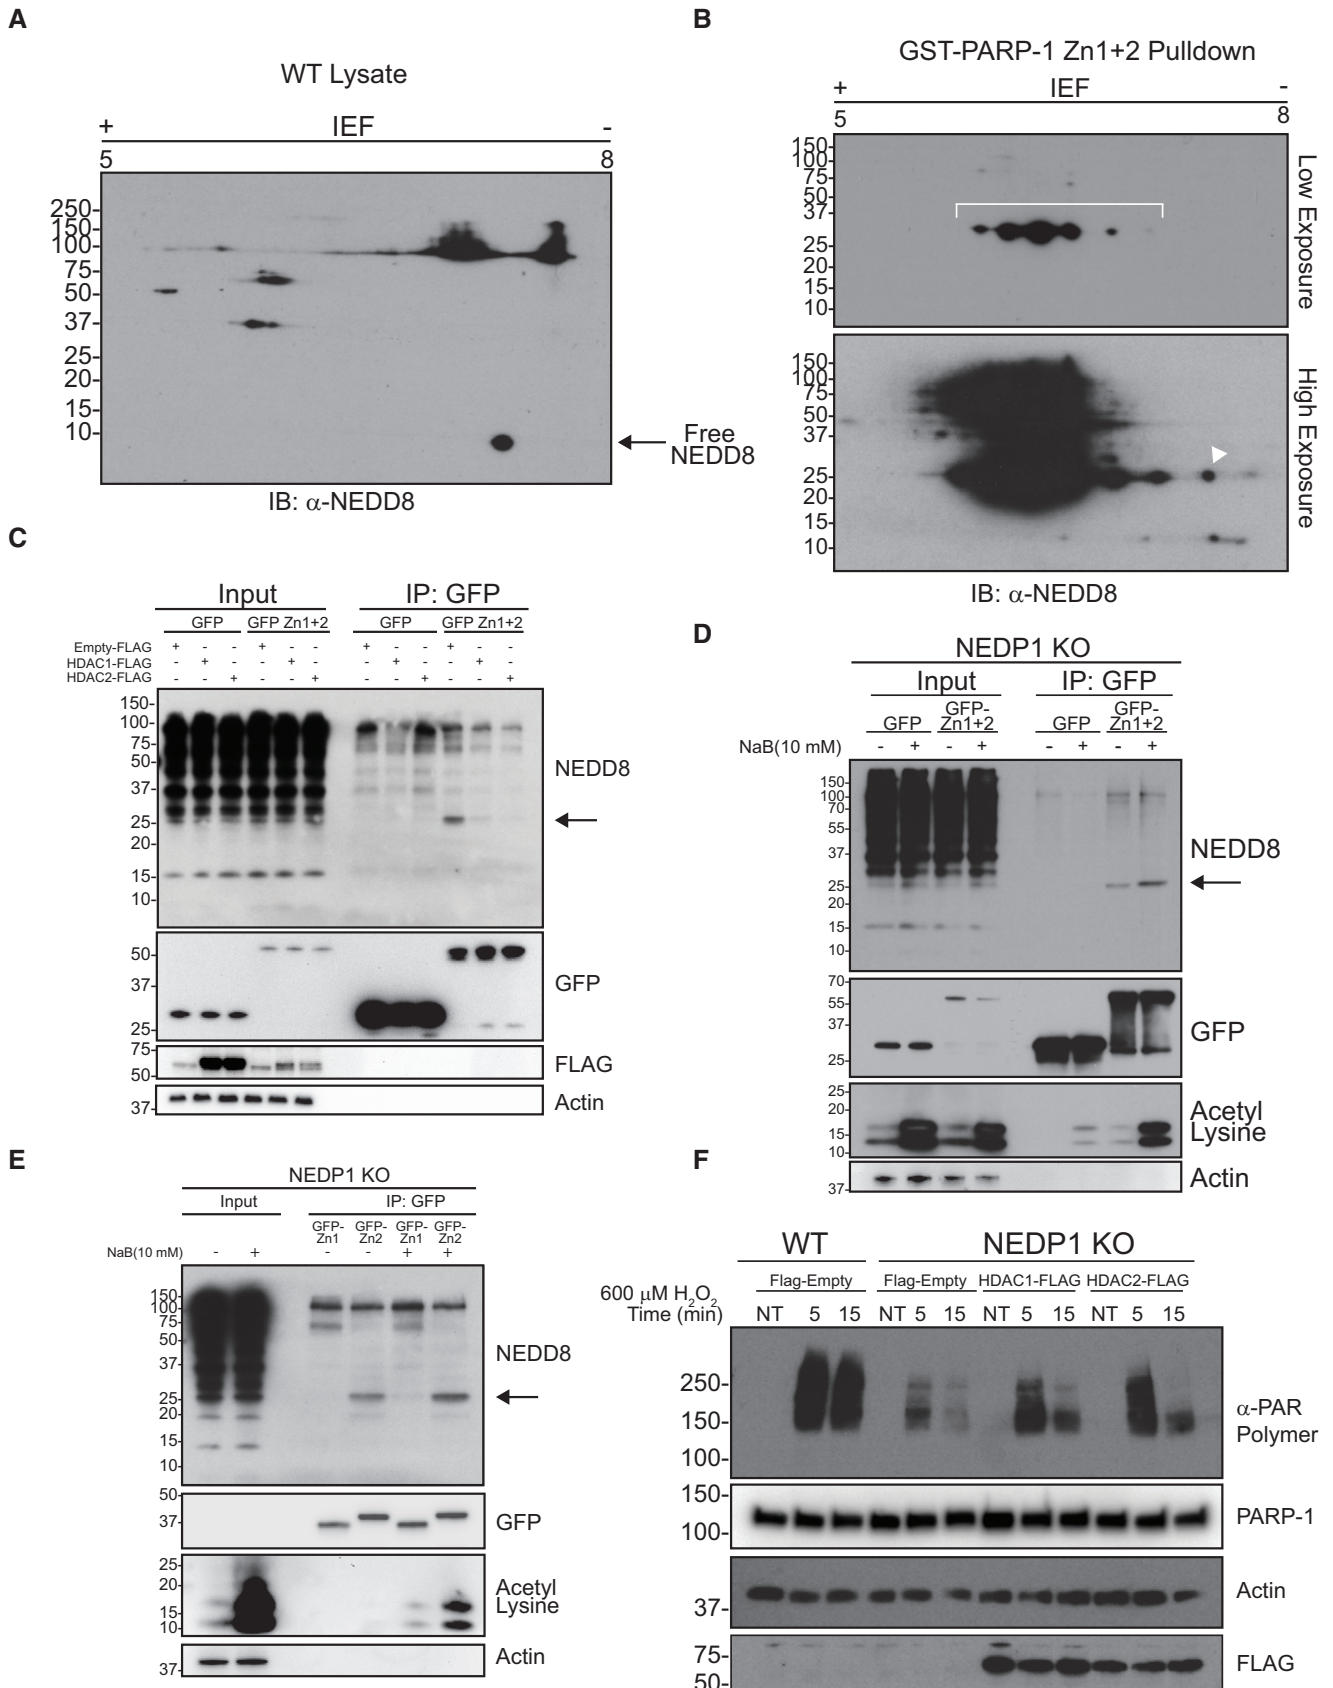 A
WT Lysate
+ IEF -
5 8
250-
150-
100-
75-
50-
37-
25-
20-
15-
10-
Free
NEDD8
IB: α-NEDD8
B
GST-PARP-1 Zn1+2 Pulldown
+ IEF -
5 8
150-
100-
75-
50-
37-
25-
20-
15-
10-
Low Exposure
150-
100-
75-
50-
37-
25-
20-
15-
10-
High Exposure
IB: α-NEDD8
C
Input IP: GFP
GFP GFP Zn1+2 GFP GFP Zn1+2
Empty-FLAG + - - + - - + - - + - -
HDAC1-FLAG - + - - + - - + - - + -
HDAC2-FLAG - - + - - + - - + - - +
150-
100-
75-
50-
37-
25-
20-
15-
10-
NEDD8
50-
37-
25-
GFP
75-
50-
FLAG
37-
Actin
D
NEDP1 KO
Input IP: GFP
GFP GFP-Zn1+2 GFP GFP-Zn1+2
NaB(10 mM) - + - + - + - +
150-
100-
70-
55-
37-
25-
20-
15-
10-
NEDD8
70-
55-
37-
25-
GFP
25-
20-
15-
10-
Acetyl
Lysine
37-
Actin
E
NEDP1 KO
Input IP: GFP
GFP-Zn1 GFP-Zn2 GFP-Zn1 GFP-Zn2
NaB(10 mM) - + - - + +
150-
100-
75-
50-
37-
25-
20-
15-
10-
NEDD8
50-
37-
GFP
25-
20-
15-
10-
Acetyl
Lysine
37-
Actin
F
WT NEDP1 KO
Flag-Empty Flag-Empty HDAC1-FLAG HDAC2-FLAG
600 μM H₂O₂
Time (min) NT 5 15 NT 5 15 NT 5 15 NT 5 15
250-
150-
100-
α-PAR
Polymer
150-
100-
PARP-1
37-
Actin
75-
50-
FLAG